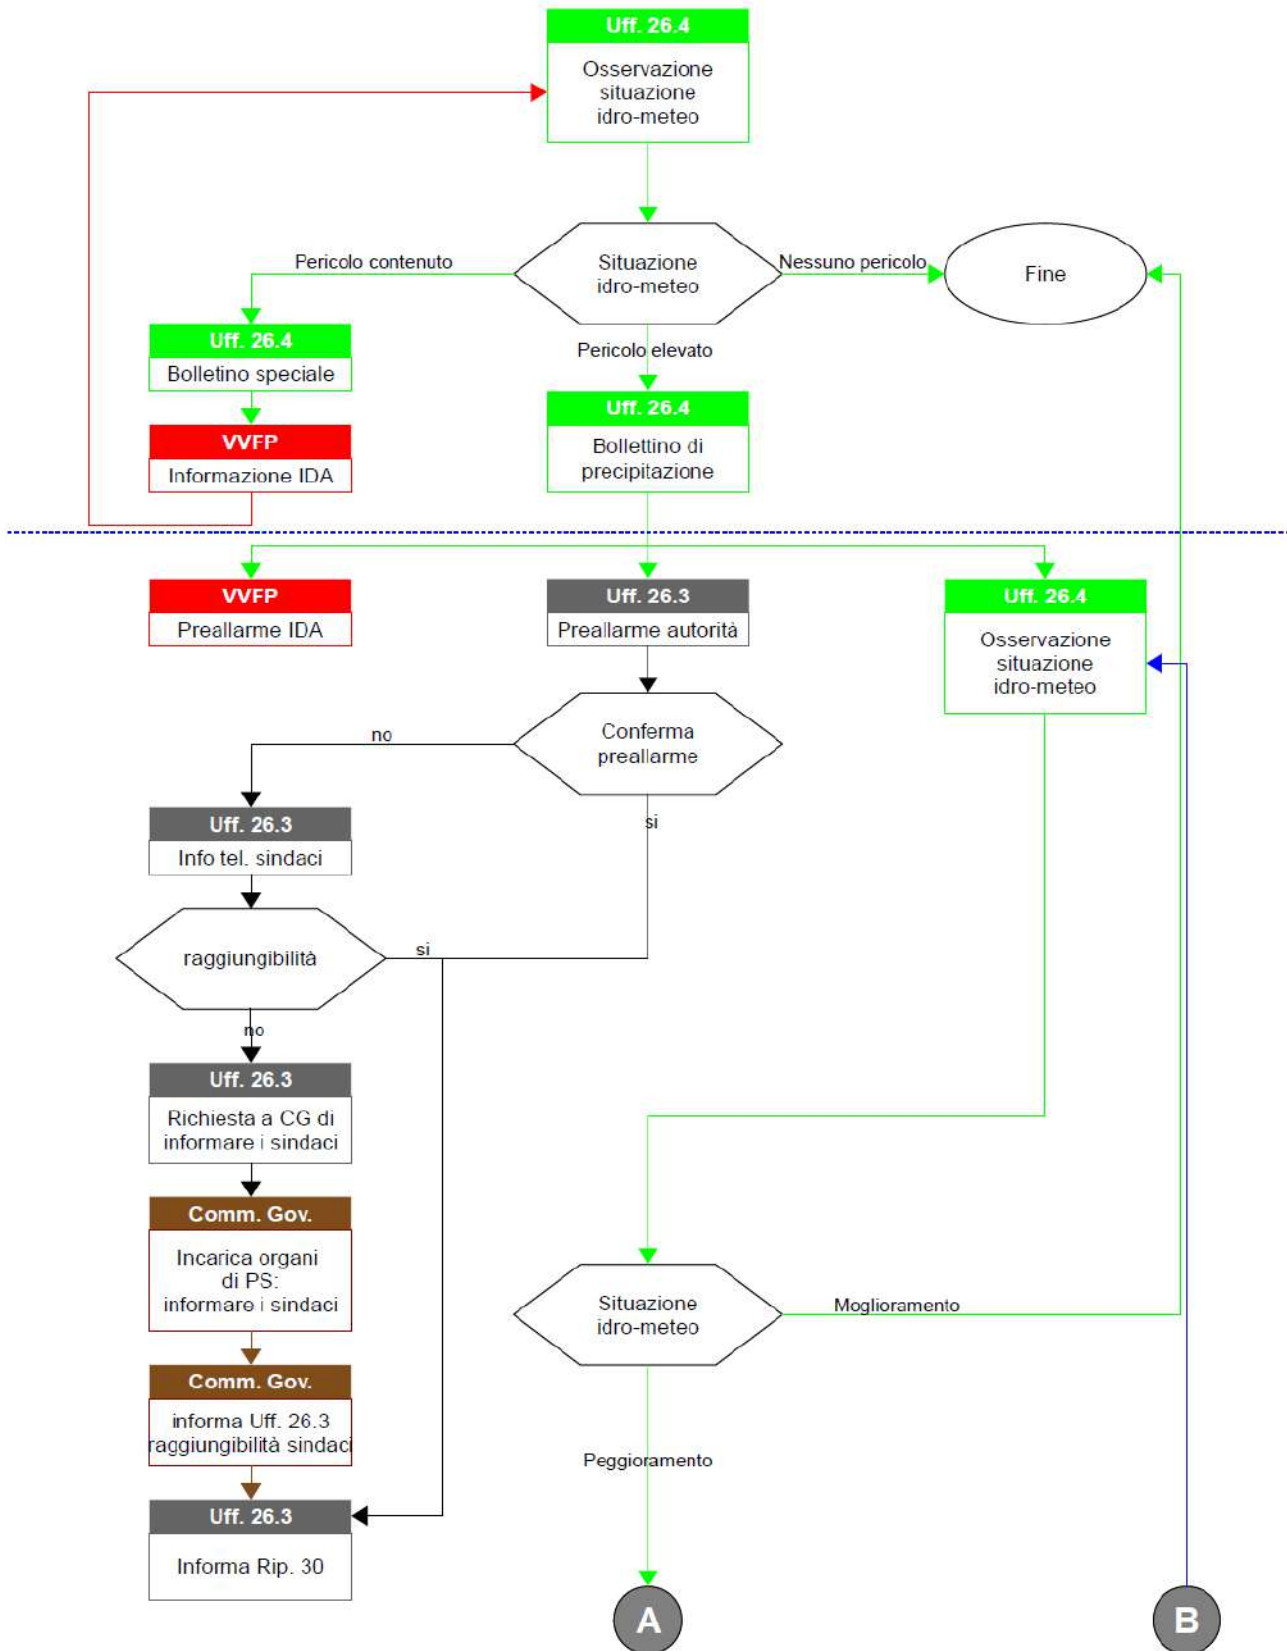 Uff. 26.4
Osservazione
situazione
idro-meteo
Pericolo contenuto
Situazione
idro-meteo
Nessuno pericolo
Fine
Pericolo elevato
Uff. 26.4
Bolletino speciale
VVFP
Informazione IDA
Uff. 26.4
Bollettino di
precipitazione
VVFP
Preallarme IDA
Uff. 26.3
Preallarme autorità
Uff. 26.4
Osservazione
situazione
idro-meteo
no
Conferma
preallarme
si
Uff. 26.3
Info tel. sindaci
raggiungibilità
si
no
Uff. 26.3
Richiesta a CG di
informare i sindaci
Comm. Gov.
Incarica organi
di PS:
informare i sindaci
Situazione
idro-meteo
Moglioramento
Comm. Gov.
informa Uff. 26.3
raggiungibilità sindaci
Peggioramento
Uff. 26.3
Informa Rip. 30
A
B